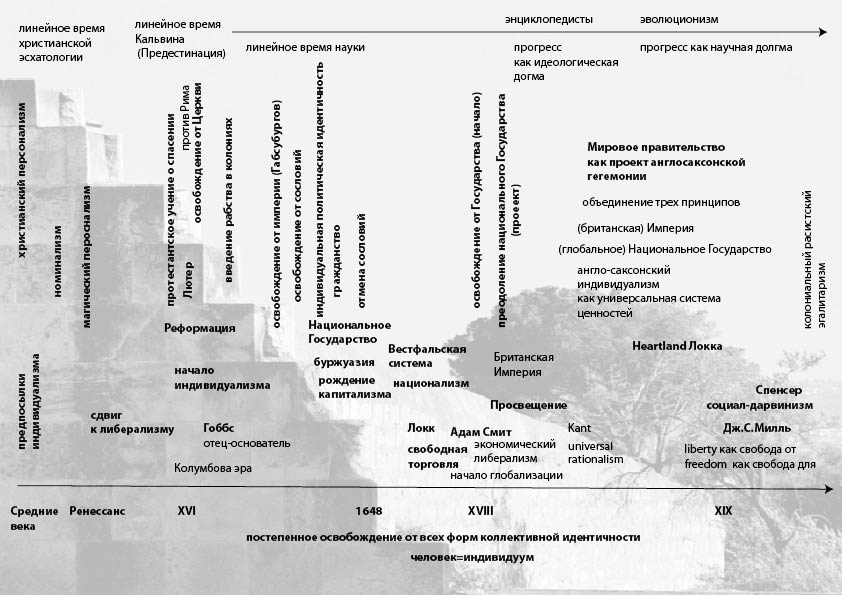 линейное время
христианской
эсхатологии
линейное время
Кальвина
(Предестинация)
линейное время науки
энциклопедисты
прогресс
как идеологическая
догма
эволюционизм
прогресс как научная долгма
христианский персонализм
номинализм
магический пероснализм
протестантское учение о спасении
Лютер
против Рима
освобождение от Церкви
введение рабства в колониях
освобождение от империи (Габсубургов)
освобождение от сословий
индивидуальная политическая идентичность
гражданство
отмена сословий
освобождение от Государства (начало)
преодоление национального Государства
(проект)
Мировое правительство
как проект англосаксонской
гегемонии
объединение трех принципов
(британская) Империя
(глобальное) Национальное Государство
англо-саксонский
индивидуализм
как универсальная система
ценностей
колониальный расистский
эгалитаризм
Реформация
Национальное
Государство
Вестфальская
система
Британская
Империя
Heartland Локка
предпосылки
индивидуализма
начало
индивидуализма
буржуазия
рождение
капитализма
национализм
Просвещение
Спенсер
социал-дарвинизм
сдвиг
к либерализму
Гоббс
отец-основатель
Колумбова эра
Локк
свободная
торговля
Адам Смит
экономический
либерализм
начало глобализации
Kant
universal
rationalism
Дж.С.Милль
liberty как свобода от
freedom как свобода для
Средние
века
Ренессанс
XVI
1648
XVIII
XIX
постепенное освобождение от всех форм коллективной идентичности
человек=индивидуум